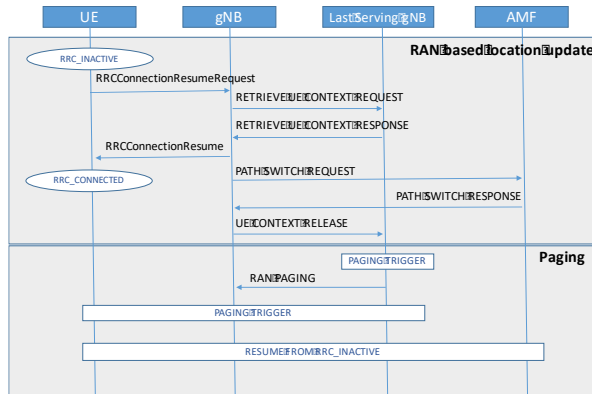 UE
gNB
Last Serving gNB
AMF
RAN based location update
RRC_INACTIVE
RRCConnectionResumeRequest
RETRIEVE UE CONTEXT REQUEST
RETRIEVE UE CONTEXT RESPONSE
RRCConnectionResume
RRC_CONNECTED
PATH SWITCH REQUEST
PATH SWITCH RESPONSE
UE CONTEXT RELEASE
Paging
PAGING TRIGGER
RAN PAGING
PAGING TRIGGER
RESUME FROM RRC_INACTIVE